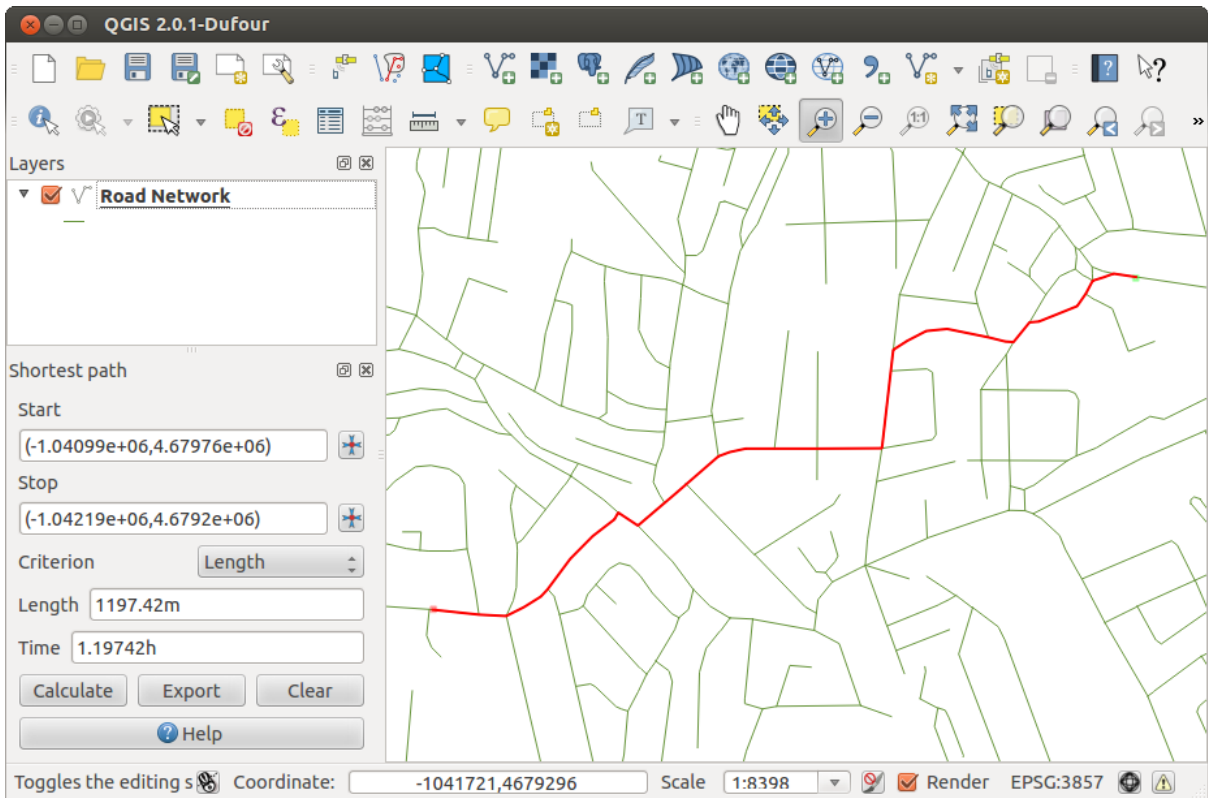 QGIS 2.0.1-Dufour
ε
T
1:1
?
?
»
Layers
Road Network
Shortest path
Start
(-1.04099e+06,4.67976e+06)
Stop
(-1.04219e+06,4.6792e+06)
Criterion Length
Length 1197.42m
Time 1.19742h
Calculate Export Clear
? Help
Toggles the editing s Coordinate: -1041721,4679296 Scale 1:8398 Render EPSG:3857